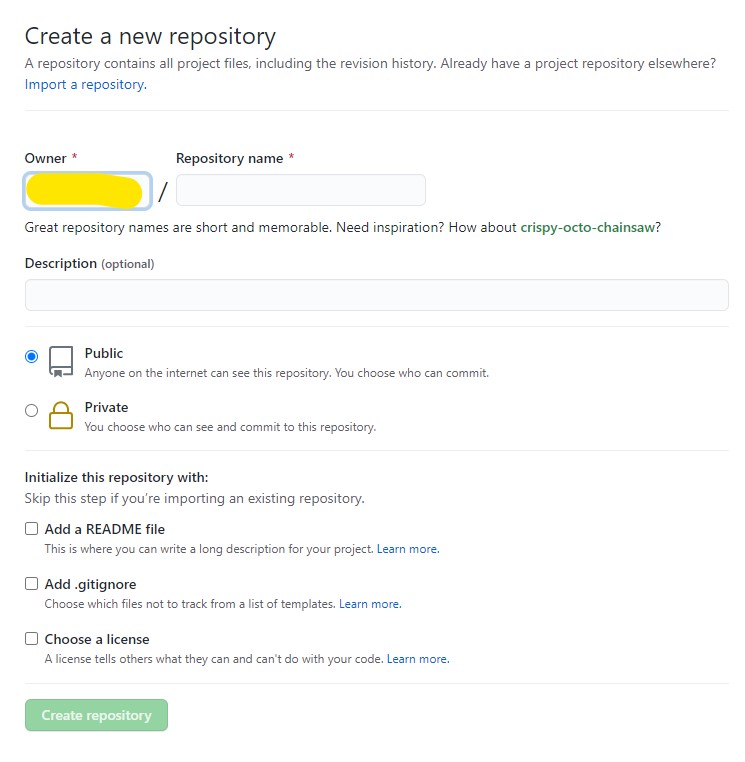 Create a new repository
A repository contains all project files, including the revision history. Already have a project repository elsewhere?
Import a repository.
Owner * Repository name *
/
Great repository names are short and memorable. Need inspiration? How about crispy-octo-chainsaw?
Description (optional)
Public
Anyone on the internet can see this repository. You choose who can commit.
Private
You choose who can see and commit to this repository.
Initialize this repository with:
Skip this step if you're importing an existing repository.
Add a README file
This is where you can write a long description for your project. Learn more.
Add .gitignore
Choose which files not to track from a list of templates. Learn more.
Choose a license
A license tells others what they can and can't do with your code. Learn more.
Create repository